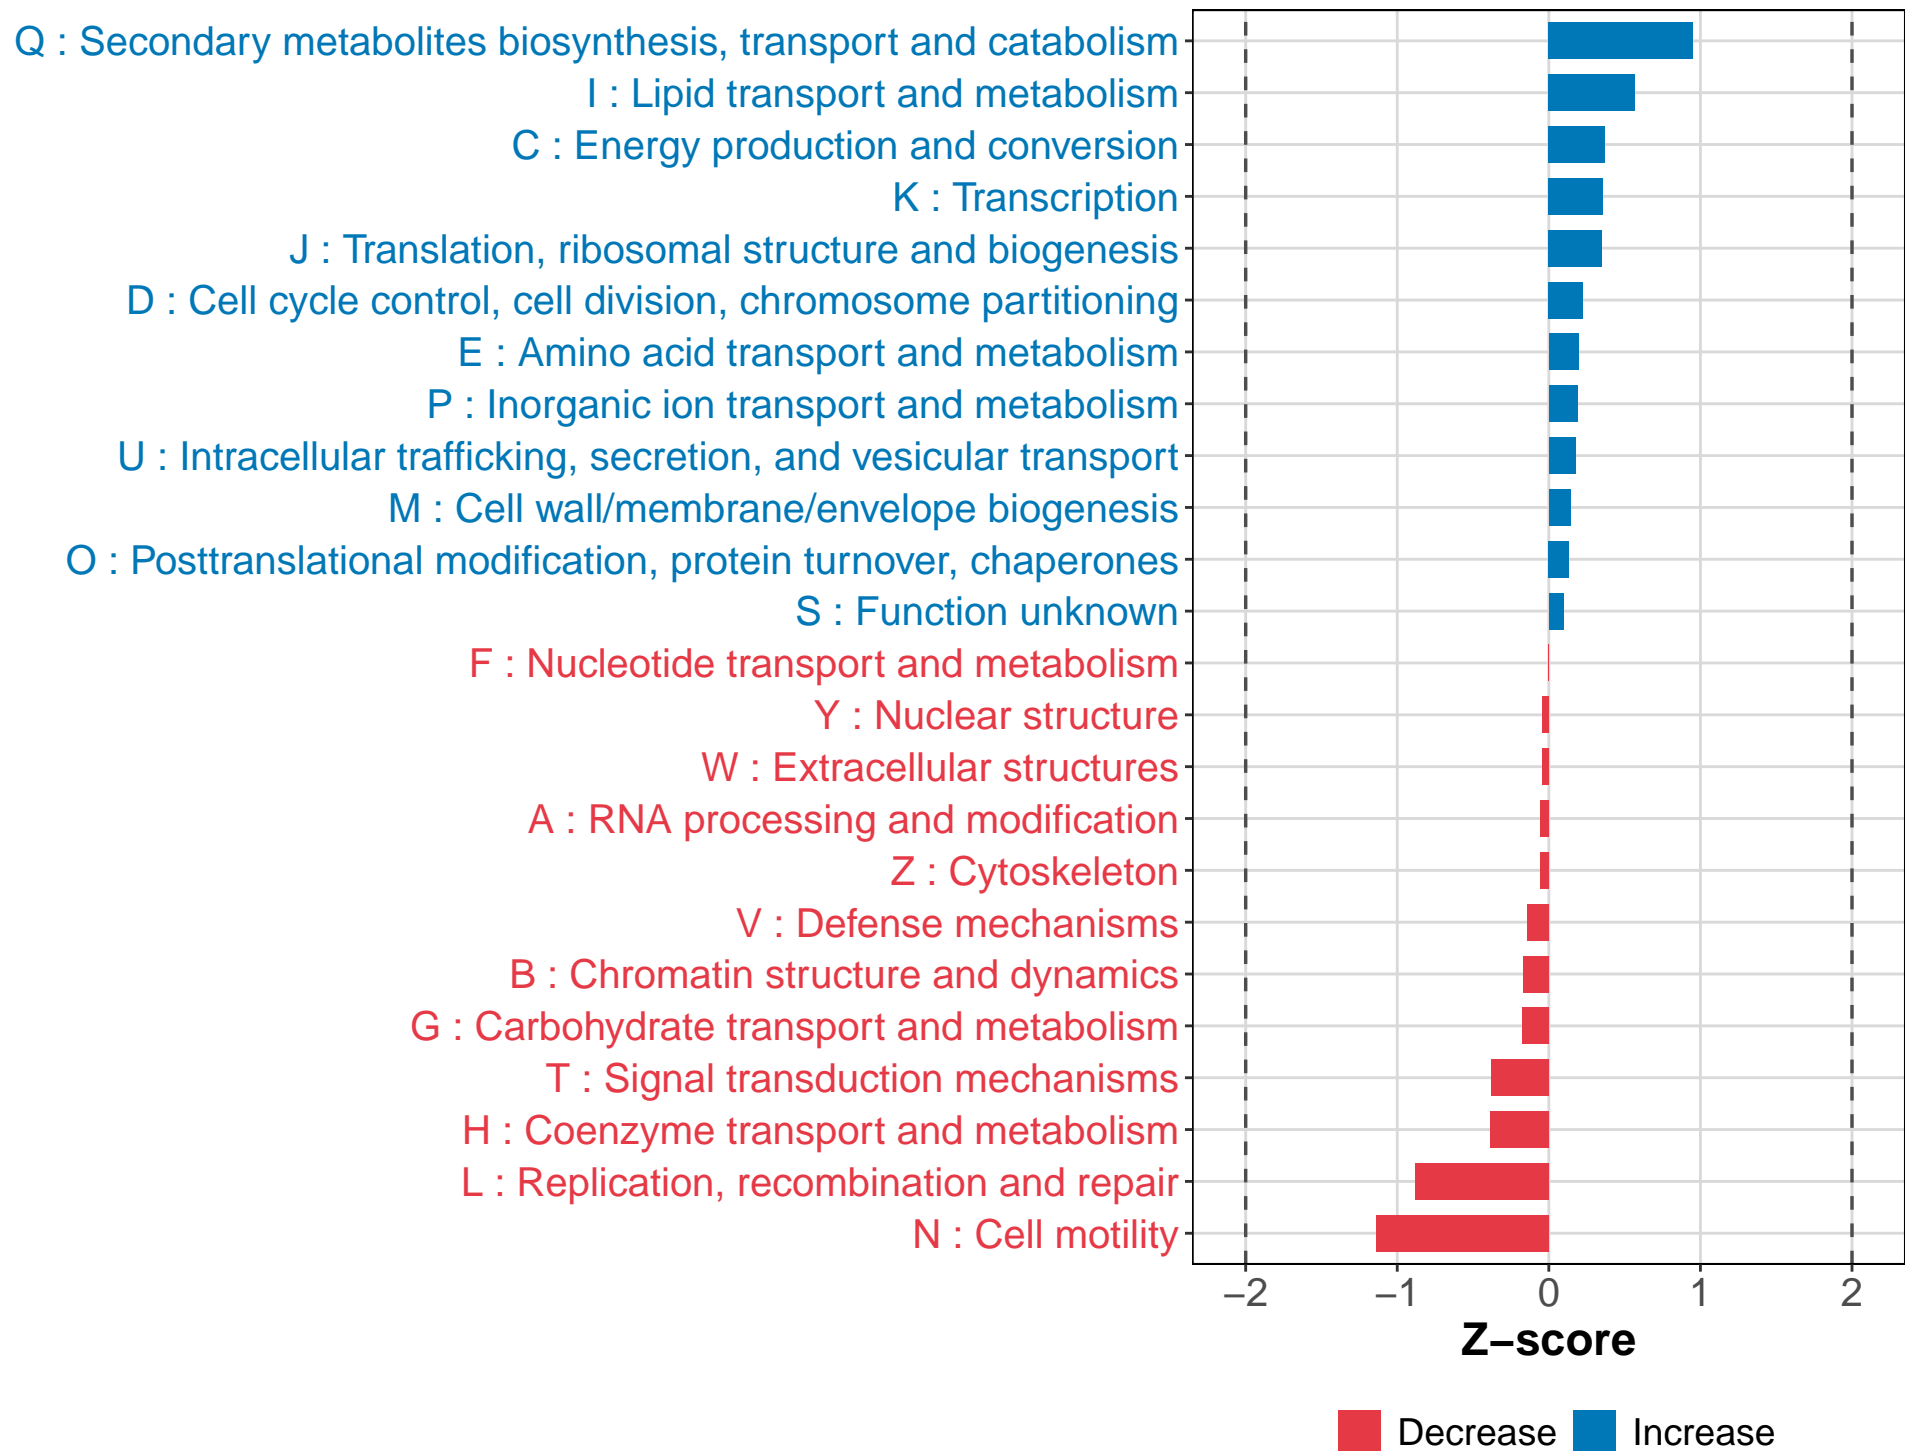 Q : Secondary metabolites biosynthesis, transport and catabolism
I : Lipid transport and metabolism
C : Energy production and conversion
K : Transcription
J : Translation, ribosomal structure and biogenesis
D : Cell cycle control, cell division, chromosome partitioning
E : Amino acid transport and metabolism
P : Inorganic ion transport and metabolism
U : Intracellular trafficking, secretion, and vesicular transport
M : Cell wall/membrane/envelope biogenesis
O : Posttranslational modification, protein turnover, chaperones
S : Function unknown
F : Nucleotide transport and metabolism
Y : Nuclear structure
W : Extracellular structures
A : RNA processing and modification
Z : Cytoskeleton
V : Defense mechanisms
B : Chromatin structure and dynamics
G : Carbohydrate transport and metabolism
T : Signal transduction mechanisms
H : Coenzyme transport and metabolism
L : Replication, recombination and repair
N : Cell motility
−2 −1 0 1 2
Z−score
Decrease Increase